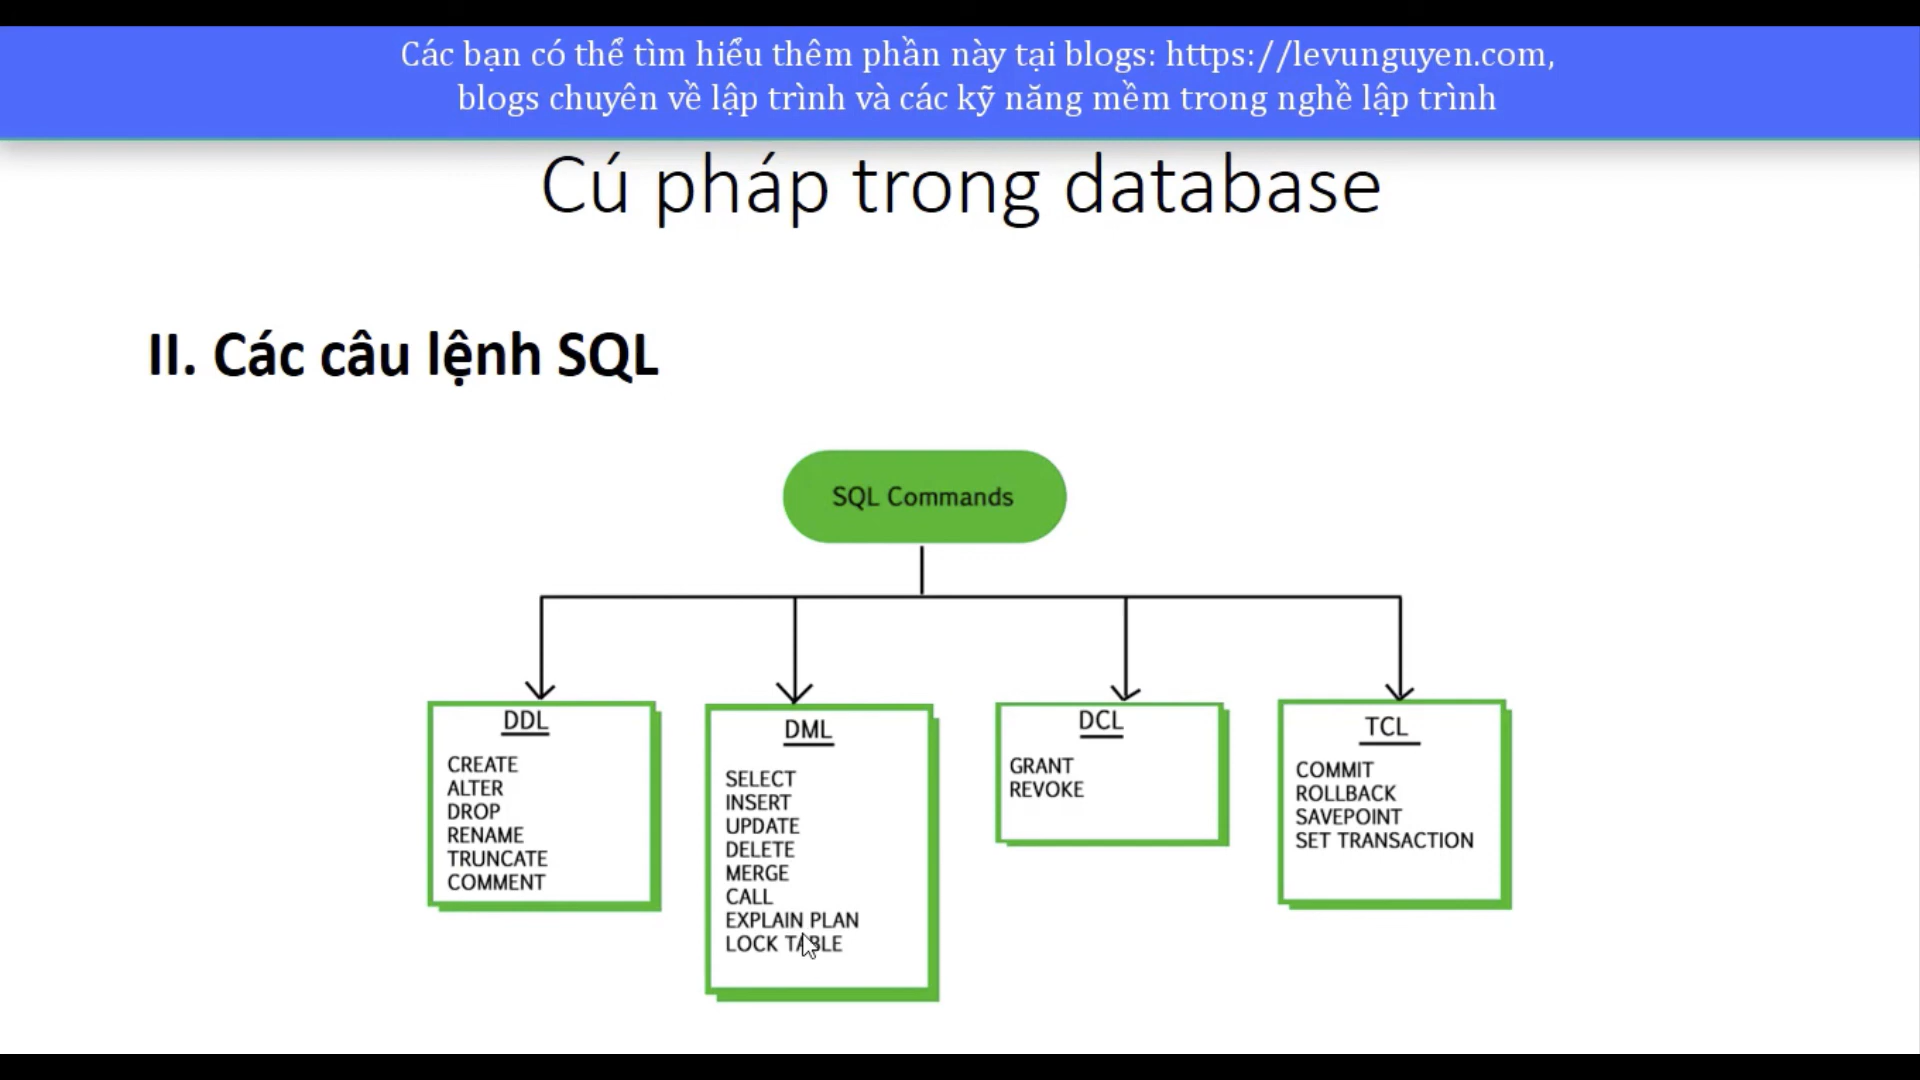 Các bạn có thể tìm hiểu thêm phần này tại blogs: https://levunguyen.com,
blogs chuyên về lập trình và các kỹ năng mềm trong nghề lập trình
Cú pháp trong database
II. Các câu lệnh SQL
SQL Commands
DDL
CREATE
ALTER
DROP
RENAME
TRUNCATE
COMMENT
DML
SELECT
INSERT
UPDATE
DELETE
MERGE
CALL
EXPLAIN PLAN
LOCK TABLE
DCL
GRANT
REVOKE
TCL
COMMIT
ROLLBACK
SAVEPOINT
SET TRANSACTION